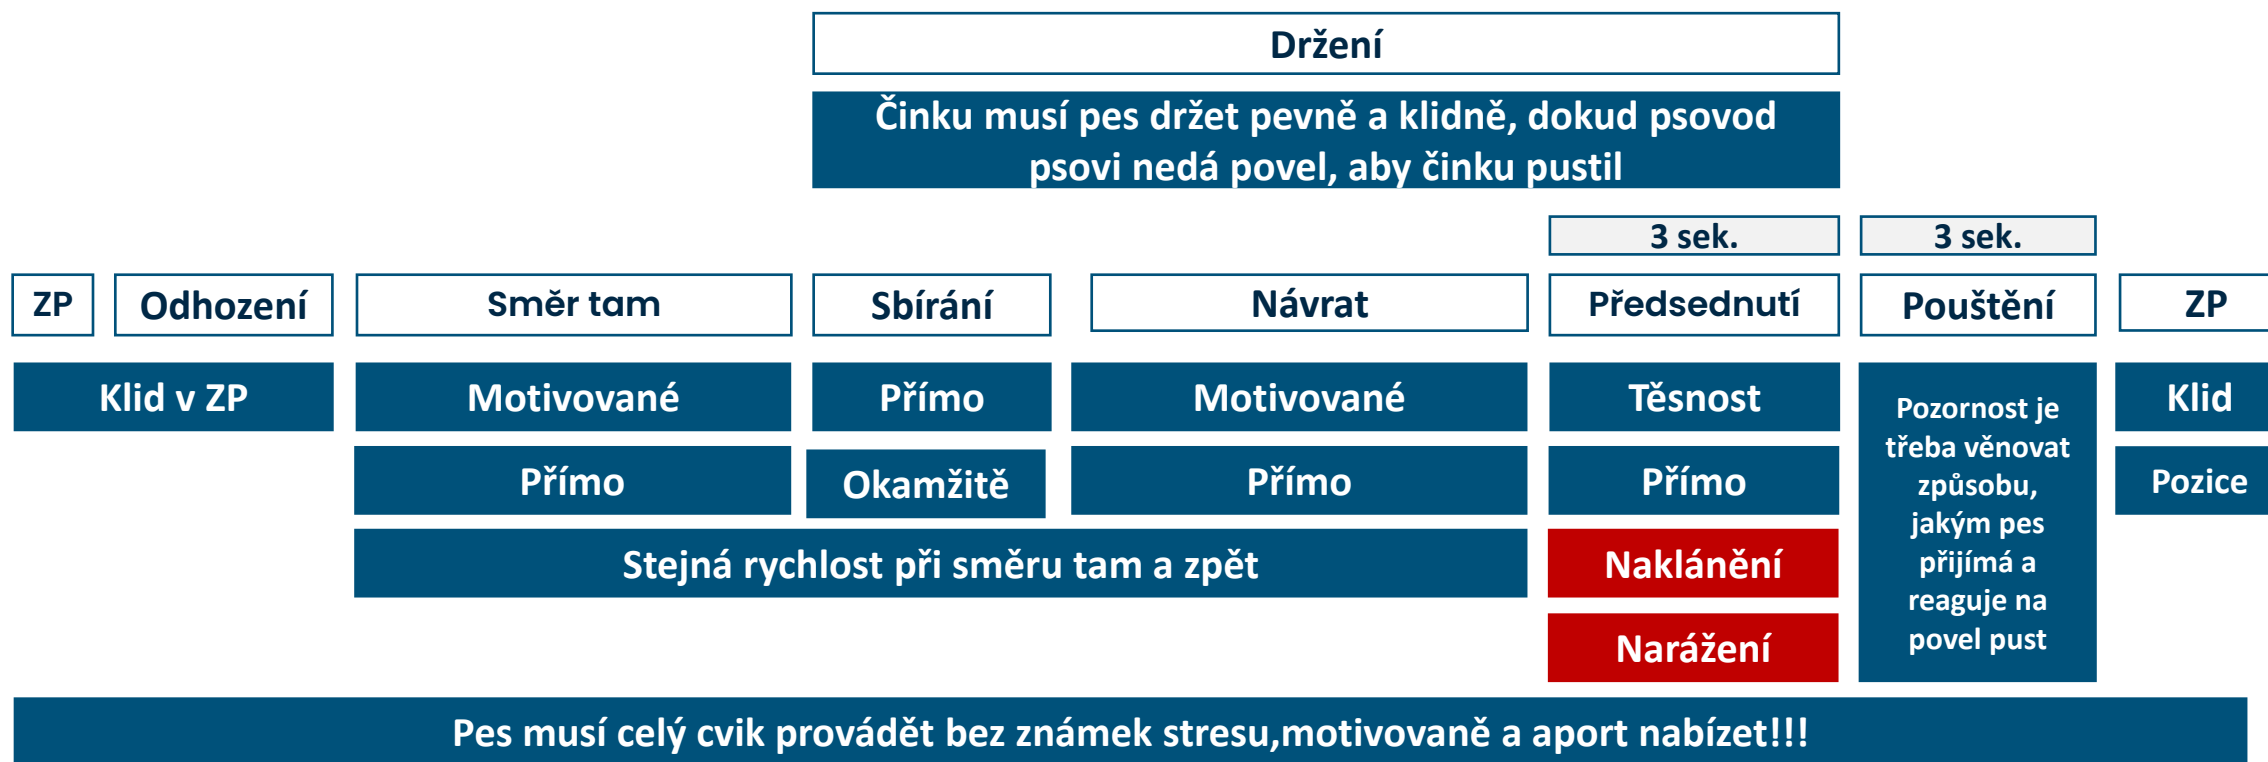 Držení
Činku musí pes držet pevně a klidně, dokud psovod
psovi nedá povel, aby činku pustil
3 sek.
3 sek.
ZP
Odhození
Směr tam
Sbírání
Návrat
Předsednutí
Pouštění
ZP
Klid v ZP
Motivované
Přímo
Motivované
Těsnost
Klid
Přímo
Okamžitě
Přímo
Přímo
Pozice
Pozornost je
třeba věnovat
způsobu,
jakým pes
přijímá a
reaguje na
povel pust
Stejná rychlost při směru tam a zpět
Naklánění
Narážení
Pes musí celý cvik provádět bez známek stresu,motivovaně a aport nabízet!!!